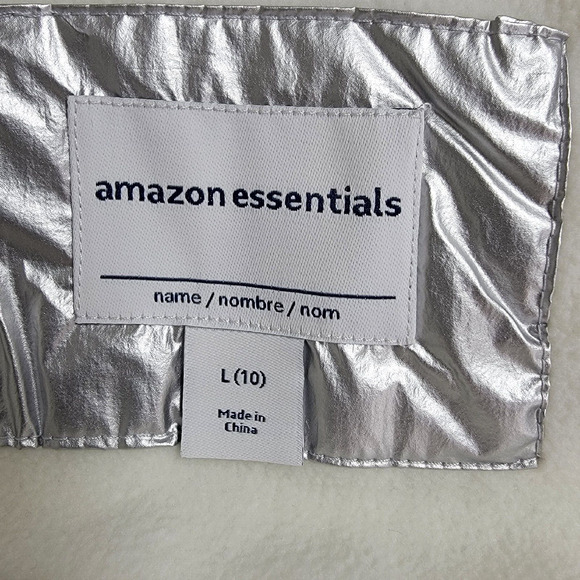 amazon essentials
name / nombre / nom
L (10)
Made in
China